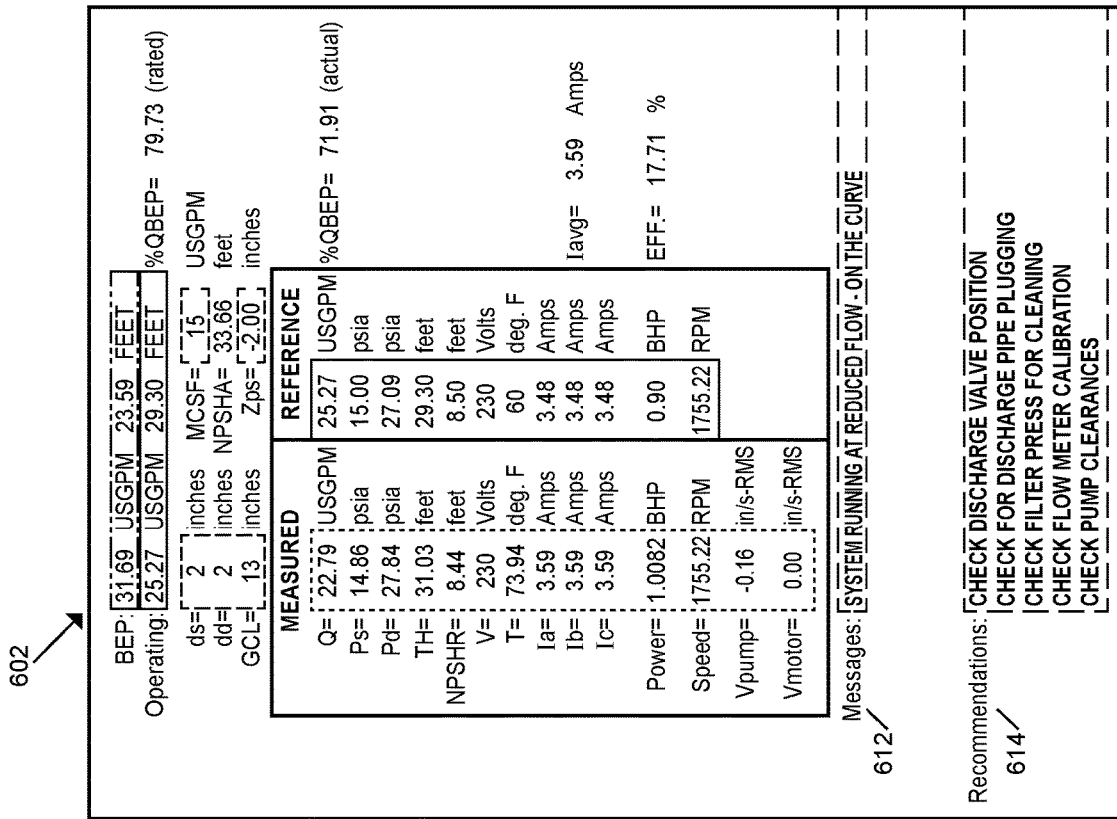 602
BEP: 31.69 USGPM 23.59 FEET
Operating: 25.27 USGPM 29.30 FEET %QBEP= 79.73 (rated)
ds= 2 inches MCSF= 15 USGPM
dd= 2 inches NPSHA= 33.66 feet
GCL= 13 inches Zps= -2.00 inches
MEASURED REFERENCE
Q= 22.79 USGPM 25.27 USGPM %QBEP= 71.91 (actual)
Ps= 14.86 psia 15.00 psia
Pd= 27.84 psia 27.09 psia
TH= 31.03 feet 29.30 feet
NPSHR= 8.44 feet 8.50 feet
V= 230 Volts 230 Volts
T= 73.94 deg. F 60 deg. F
Ia= 3.59 Amps 3.48 Amps
Ib= 3.59 Amps 3.48 Amps Iavg= 3.59 Amps
Ic= 3.59 Amps 3.48 Amps
Power= 1.0082 BHP 0.90 BHP EFF.= 17.71 %
Speed= 1755.22 RPM 1755.22 RPM
Vpump= -0.16 in/s-RMS
Vmotor= 0.00 in/s-RMS
Messages: SYSTEM RUNNING AT REDUCED FLOW - ON THE CURVE
612
Recommendations: CHECK DISCHARGE VALVE POSITION
614 CHECK FOR DISCHARGE PIPE PLUGGING
CHECK FILTER PRESS FOR CLEANING
CHECK FLOW METER CALIBRATION
CHECK PUMP CLEARANCES